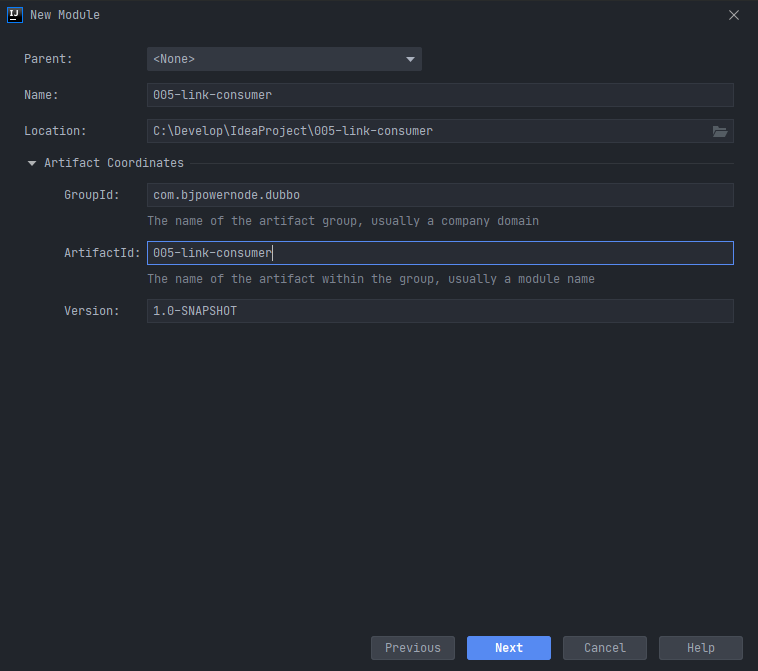 IJ New Module
Parent: <None>
Name: 005-link-consumer
Location: C:\Develop\IdeaProject\005-link-consumer
Artifact Coordinates
GroupId: com.bjpowernode.dubbo
The name of the artifact group, usually a company domain
ArtifactId: 005-link-consumer
The name of the artifact within the group, usually a module name
Version: 1.0-SNAPSHOT
Previous Next Cancel Help